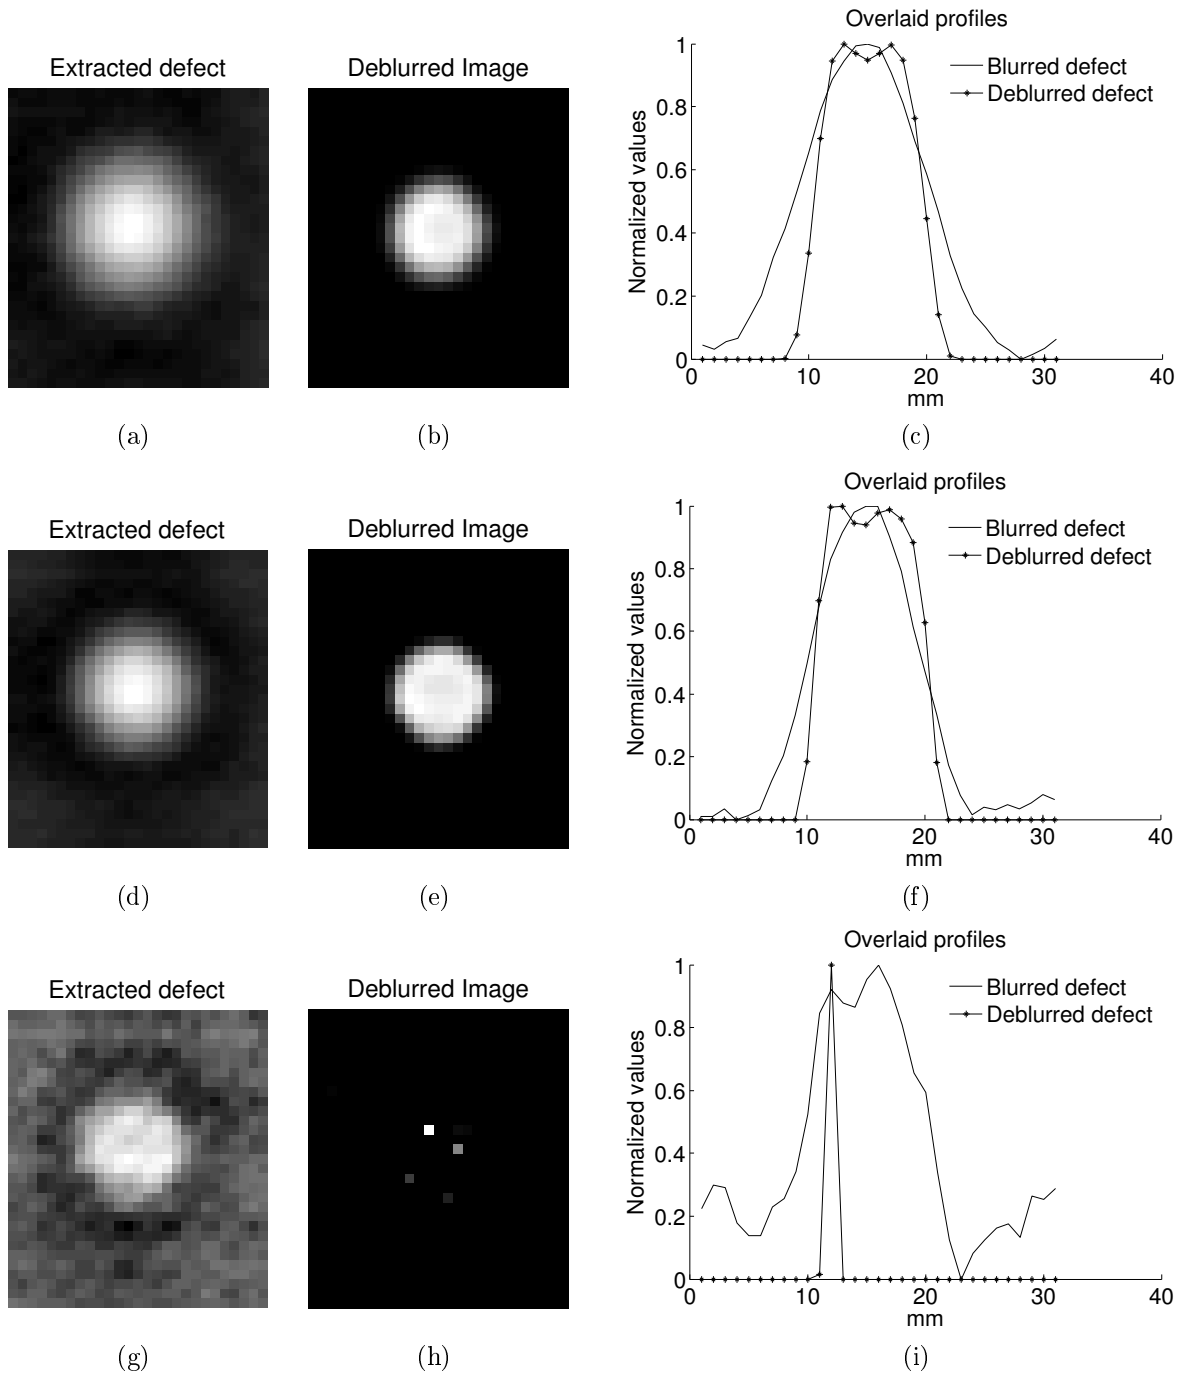 Overlaid profiles
Extracted defect
Deblurred Image
Blurred defect
Deblurred defect
Normalized values
1
0.8
0.6
0.4
0.2
0
0 10 20 30 40
mm
(a)
(b)
(c)
Overlaid profiles
Extracted defect
Deblurred Image
Blurred defect
Deblurred defect
Normalized values
1
0.8
0.6
0.4
0.2
0
0 10 20 30 40
mm
(d)
(e)
(f)
Overlaid profiles
Extracted defect
Deblurred Image
Blurred defect
Deblurred defect
Normalized values
1
0.8
0.6
0.4
0.2
0
0 10 20 30 40
mm
(g)
(h)
(i)